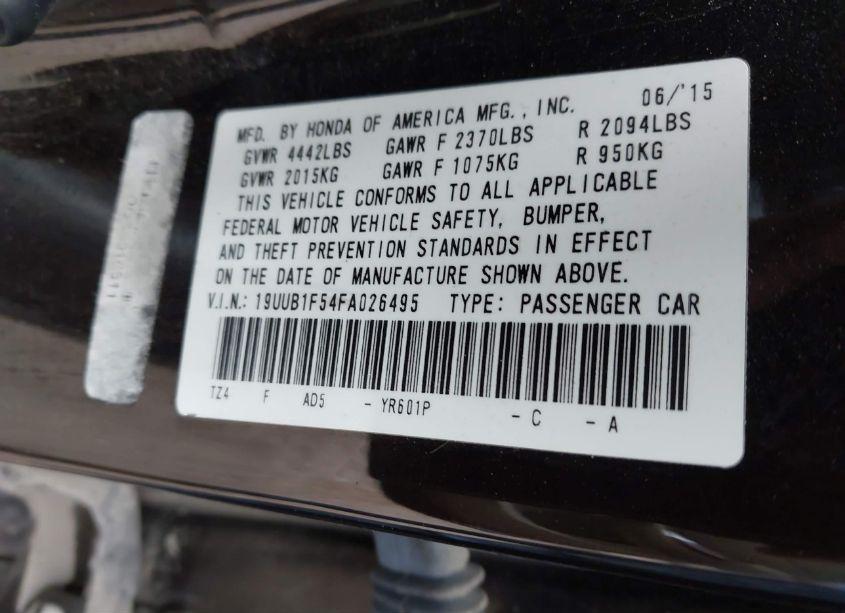 MFD. BY HONDA OF AMERICA MFG., INC. 06/'15
GVWR 4442LBS GAWR F 2370LBS R 2094LBS
GVWR 2015KG GAWR F 1075KG R 950KG
THIS VEHICLE CONFORMS TO ALL APPLICABLE
FEDERAL MOTOR VEHICLE SAFETY, BUMPER,
AND THEFT PREVENTION STANDARDS IN EFFECT
ON THE DATE OF MANUFACTURE SHOWN ABOVE.
V.I.N.: 19UUB1F54FA026495 TYPE: PASSENGER CAR
TZ4 F AD5 - YR601P - C - A